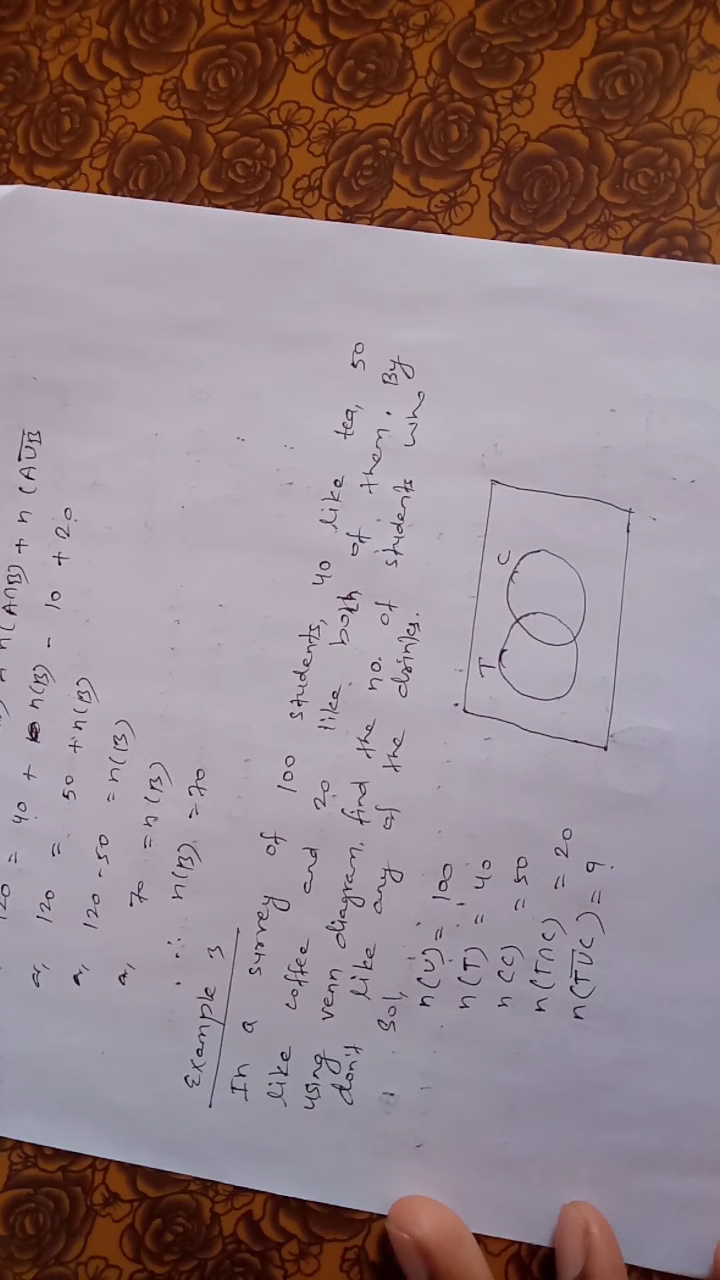 n(A∩B) + n(A∪B
120 = 40 + n(B) - 10 + 20
or, 120 = 50 + n(B)
or, 120 - 50 = n(B)
or, 70 = n(B)
∴ n(B) = 70
Example 3
In a survey of 100 students, 40 like tea, 50
like coffee and 20 like both of them. By
using venn diagram, find the no. of students who
don't like any of the drinks.
Sol,
n(U) = 100
n(T) = 40
n(C) = 50
n(T∩C) = 20
n(T∪C) = ?
T C